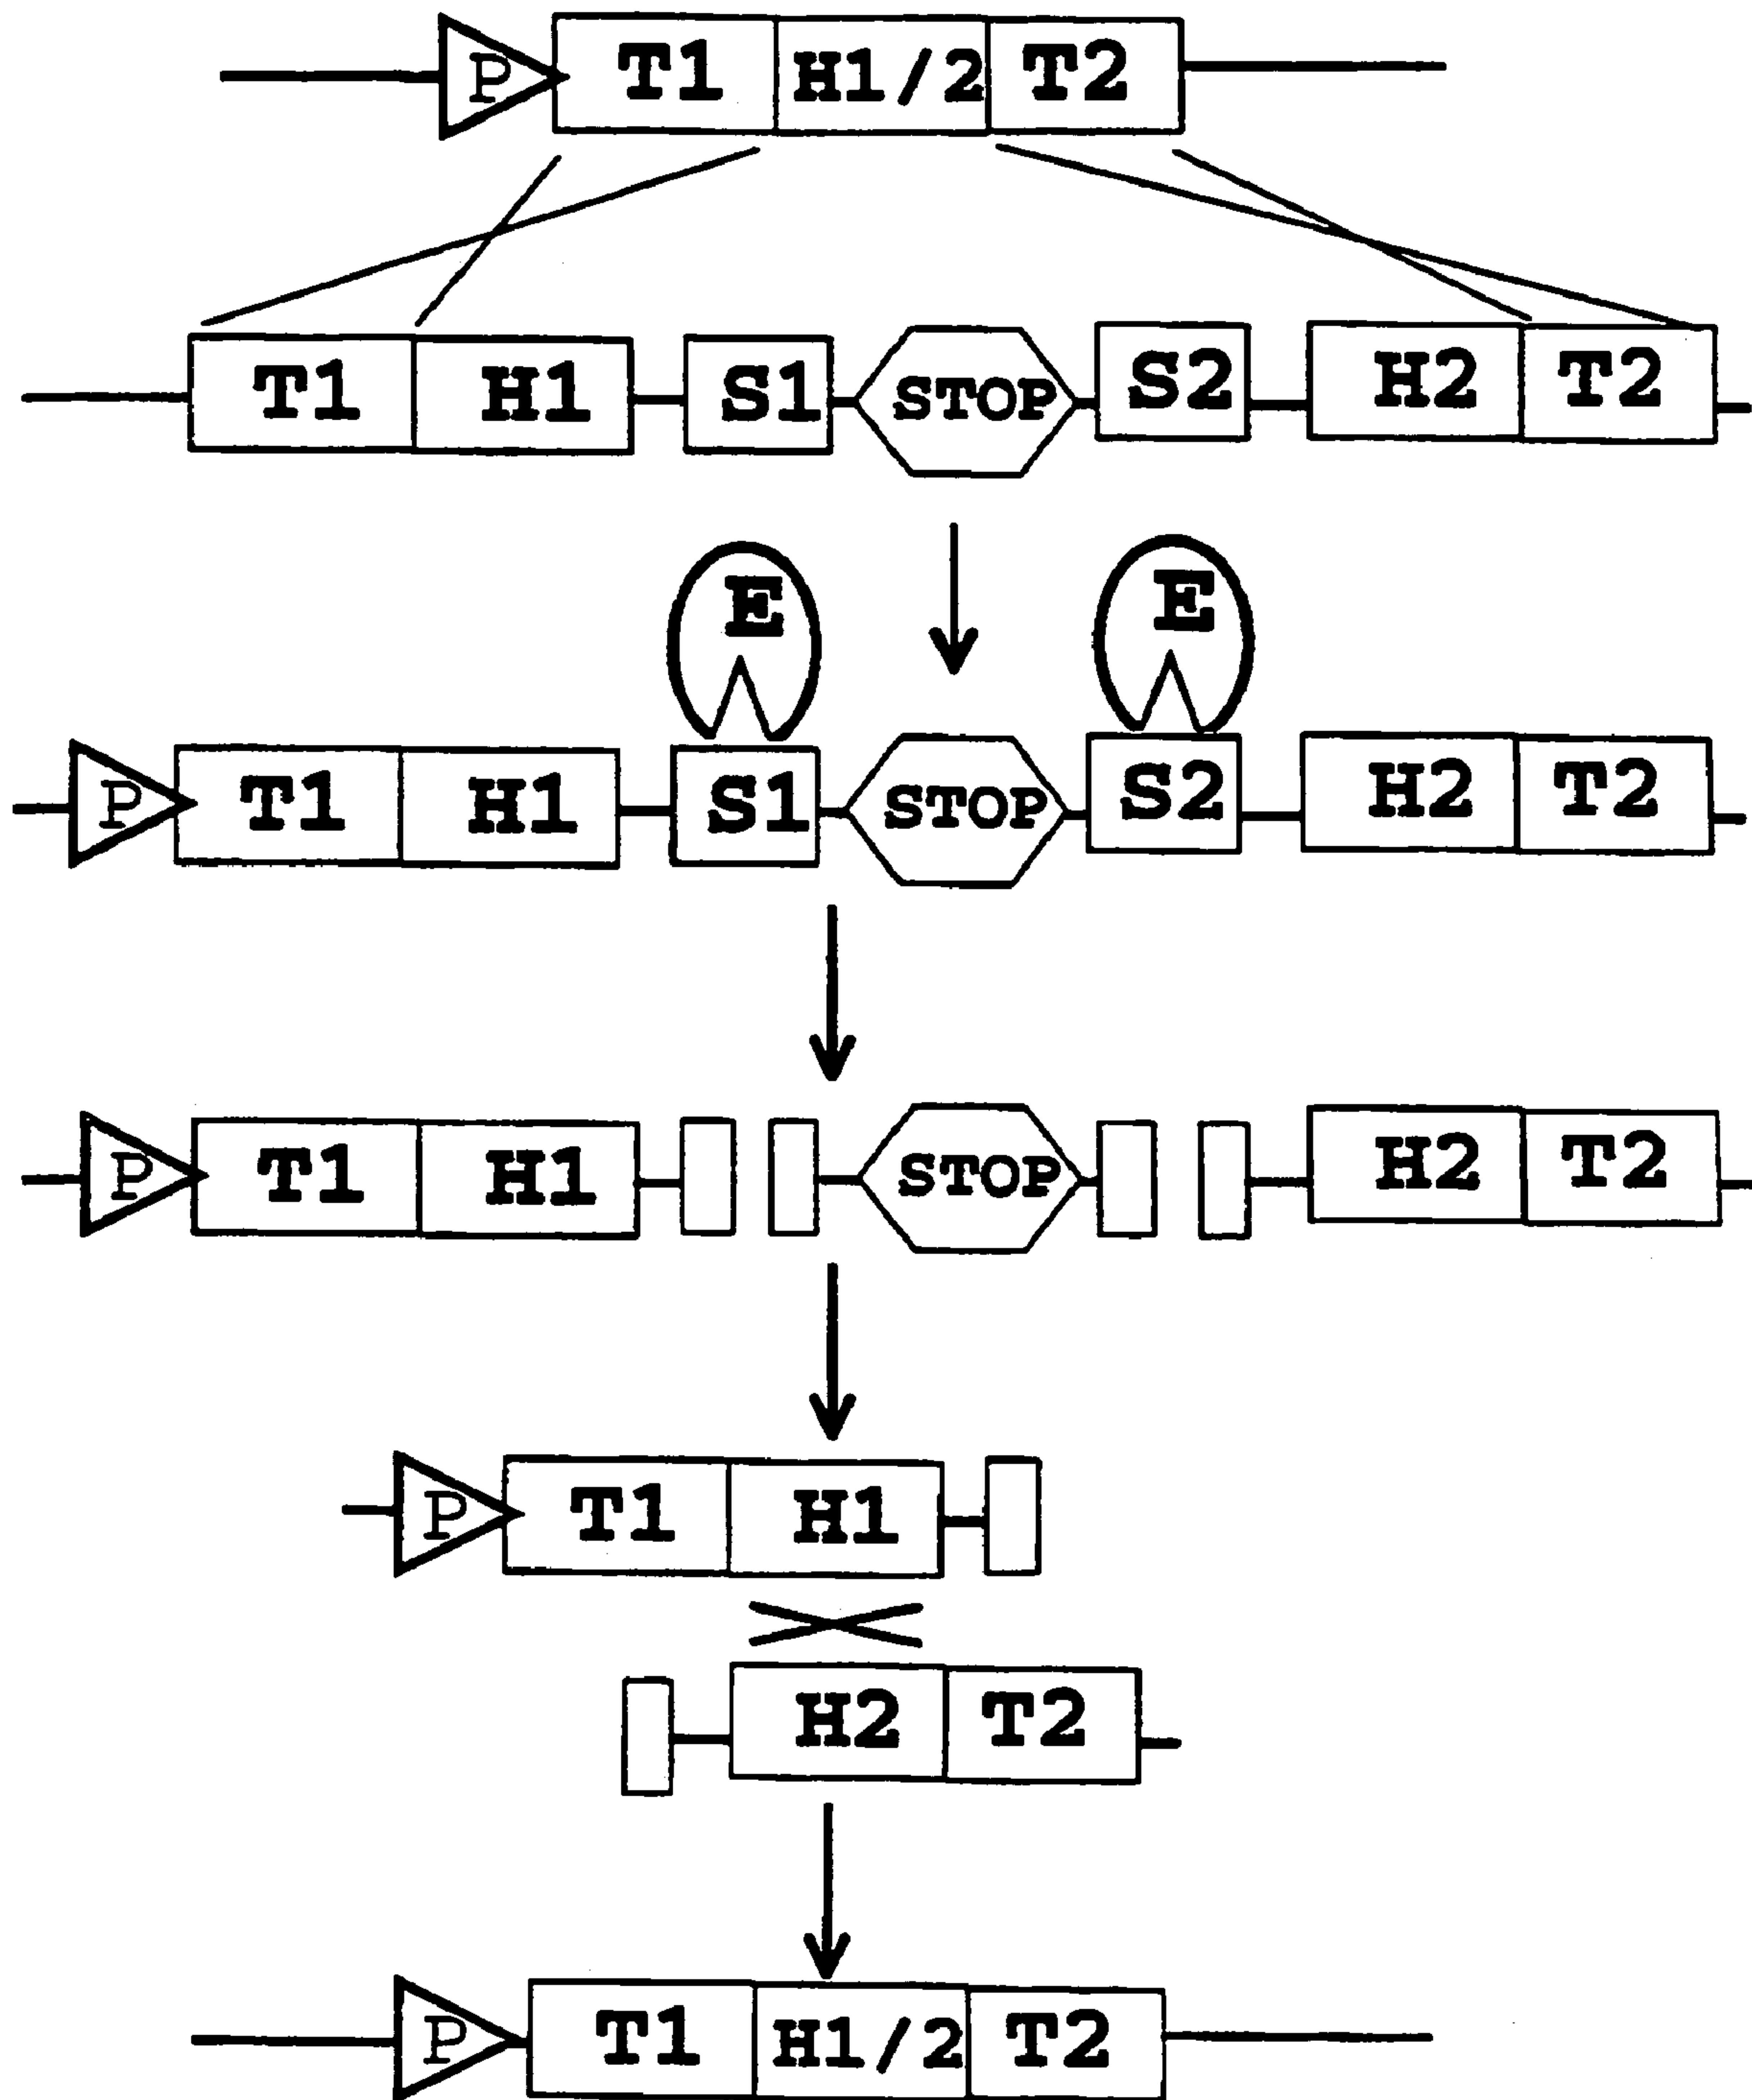 P T1 H1/2 T2
T1 H1 S1 STOP S2 H2 T2
E E
P T1 H1 S1 STOP S2 H2 T2
P T1 H1 STOP H2 T2
P T1 H1
H2 T2
P T1 H1/2 T2